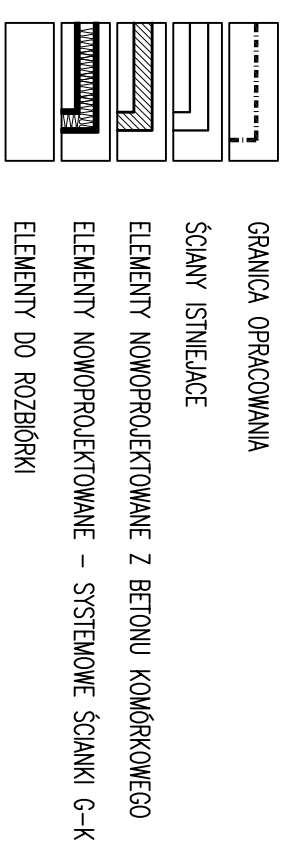 GRANICA OPRACOWANIA
ŚCIANY ISTNIEJACE
ELEMENTY NOWOPROJEKTOWANE Z BETONU KOMÓRKOWEGO
ELEMENTY NOWOPROJEKTOWANE – SYSTEMOWE ŚCIANKI G–K
ELEMENTY DO ROZBIÓRKI